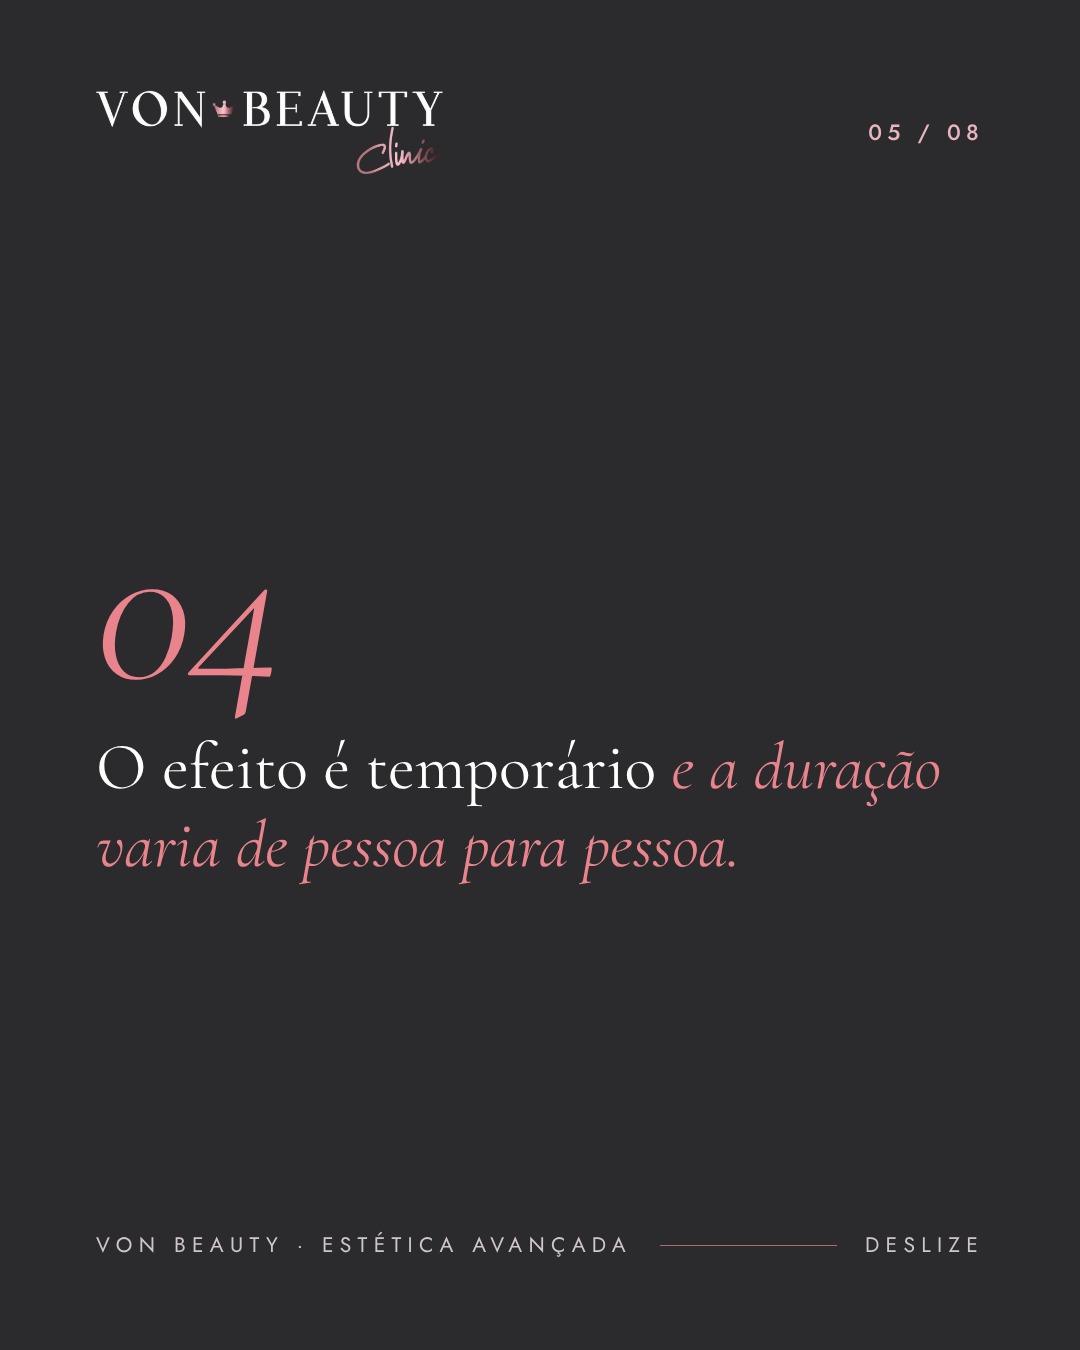 VON BEAUTY
Clinic
05 / 08
04
O efeito é temporário e a duração
varia de pessoa para pessoa.
VON BEAUTY · ESTÉTICA AVANÇADA
DESLIZE